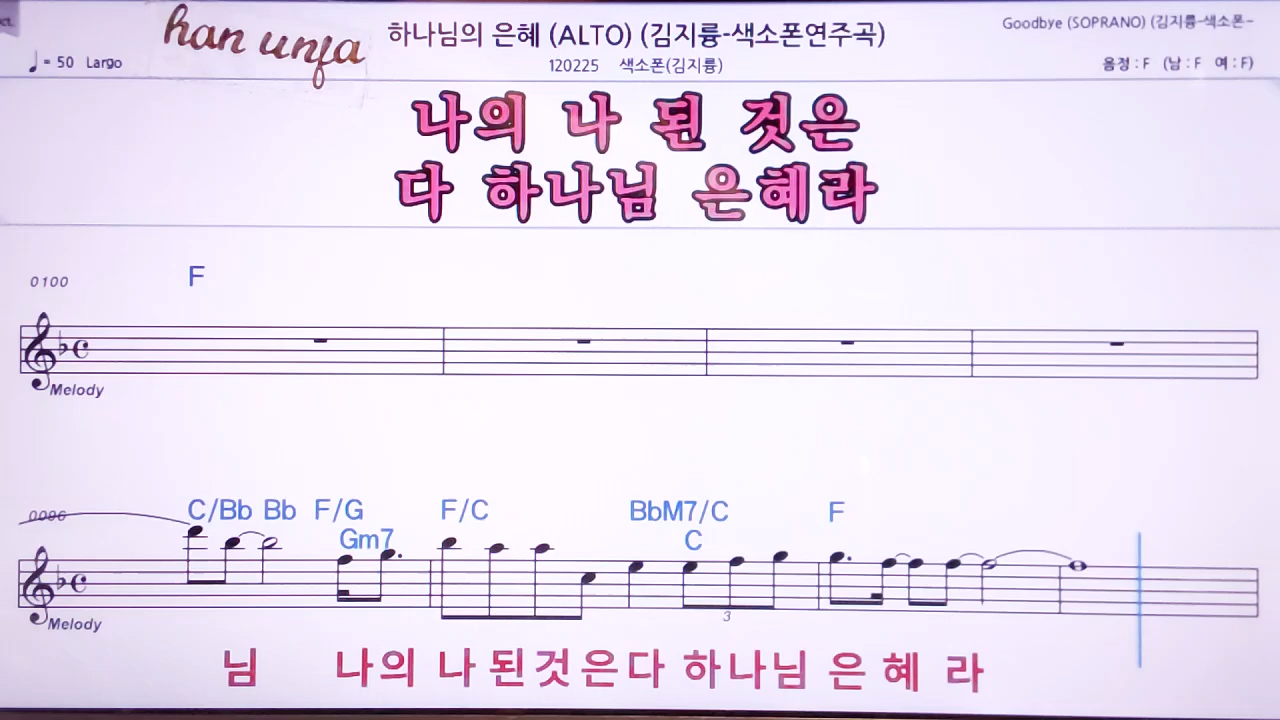 han unfa
하나님의 은혜 (ALTO) (김지륭-색소폰연주곡)
Goodbye (SOPRANO) (김지륭-색소폰-
♩ = 50 Largo
120225 색소폰(김지륭)
음정 : F (남 : F 여 : F)
나의 나 된 것은
다 하나님 은혜라
0100
F
Melody
0096
C/Bb Bb F/G F/C BbM7/C F
Gm7 C
Melody
3
님 나의 나 된것은다 하나님 은 혜 라